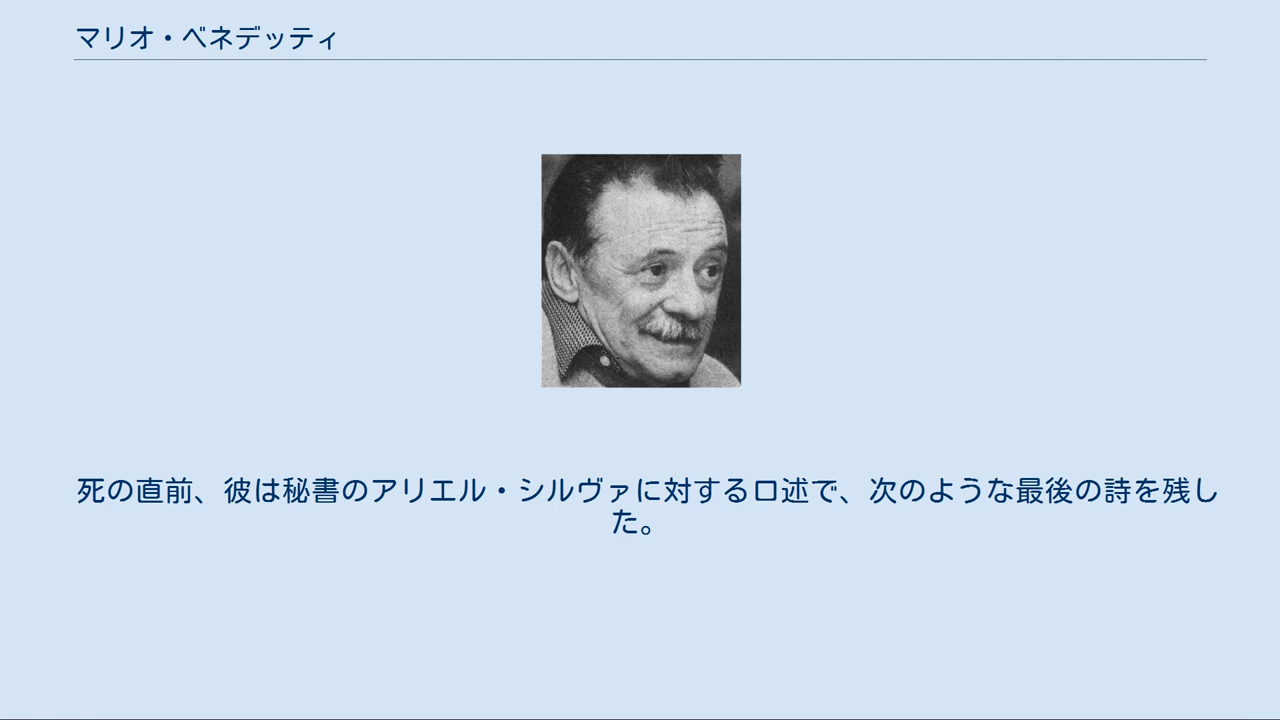 マリオ・ベネデッティ
死の直前、彼は秘書のアリエル・シルヴァに対する口述で、次のような最後の詩を残し
た。